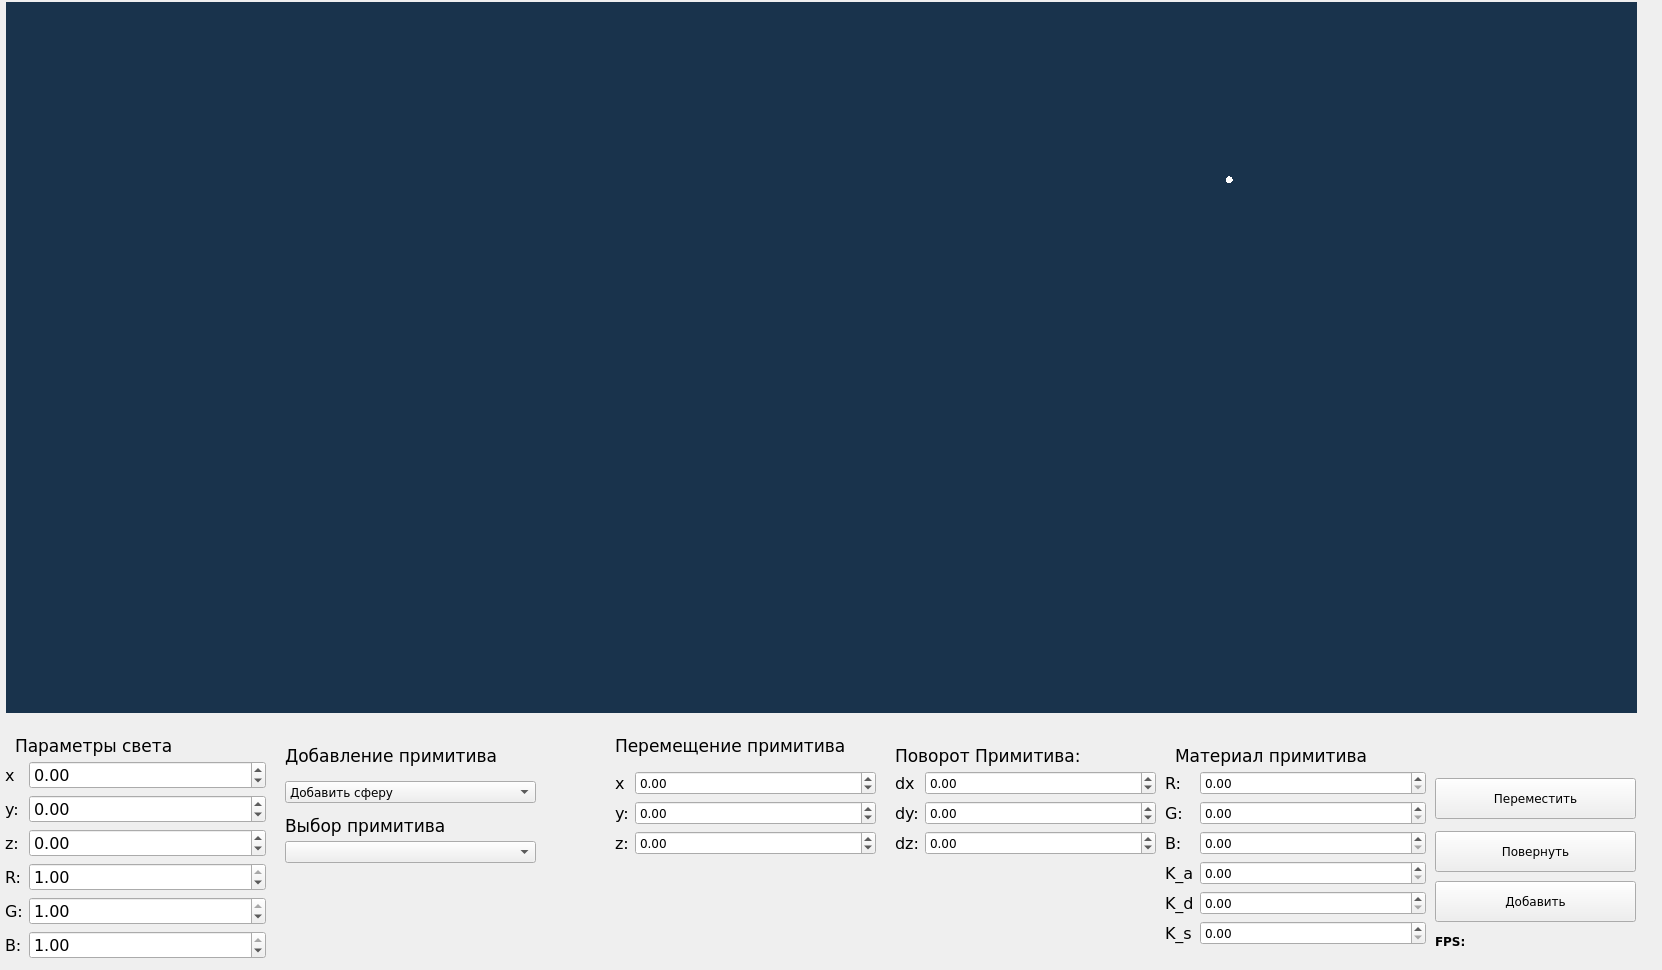 Параметры света
x 0.00
y: 0.00
z: 0.00
R: 1.00
G: 1.00
B: 1.00
Добавление примитива
Добавить сферу
Выбор примитива
Перемещение примитива
x 0.00
y: 0.00
z: 0.00
Поворот Примитива:
dx 0.00
dy: 0.00
dz: 0.00
Материал примитива
R: 0.00
G: 0.00
B: 0.00
K_a 0.00
K_d 0.00
K_s 0.00
Переместить
Повернуть
Добавить
FPS: